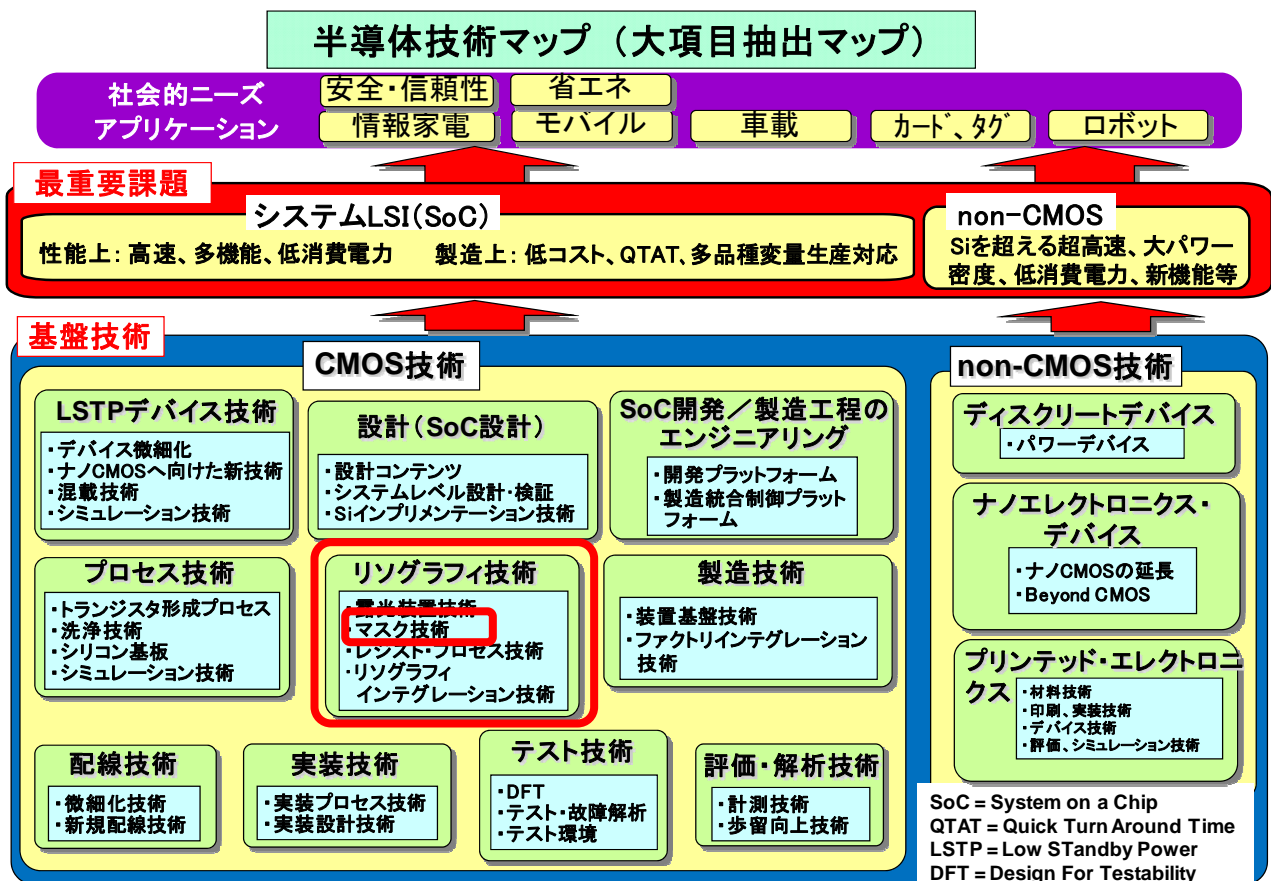 半導体技術マップ（大項目抽出マップ）
社会的ニーズ
アプリケーション
安全・信頼性
省エネ
情報家電
モバイル
車載
カード、タグ
ロボット
最重要課題
システムLSI(SoC)
性能上：高速、多機能、低消費電力　製造上：低コスト、QTAT、多品種変量生産対応
non-CMOS
Siを超える超高速、大パワー
密度、低消費電力、新機能等
基盤技術
CMOS技術
LSTPデバイス技術
・デバイス微細化
・ナノCMOSへ向けた新技術
・混載技術
・シミュレーション技術
設計（SoC設計）
・設計コンテンツ
・システムレベル設計・検証
・Siインプリメンテーション技術
SoC開発／製造工程の
エンジニアリング
・開発プラットフォーム
・製造統合制御プラット
フォーム
プロセス技術
・トランジスタ形成プロセス
・洗浄技術
・シリコン基板
・シミュレーション技術
リソグラフィ技術
・露光装置技術
・マスク技術
・レジスト・プロセス技術
・リソグラフィ
インテグレーション技術
製造技術
・装置基盤技術
・ファクトリインテグレーション
技術
配線技術
・微細化技術
・新規配線技術
実装技術
・実装プロセス技術
・実装設計技術
テスト技術
・DFT
・テスト・故障解析
・テスト環境
評価・解析技術
・計測技術
・歩留向上技術
non-CMOS技術
ディスクリートデバイス
・パワーデバイス
ナノエレクトロニクス・
デバイス
・ナノCMOSの延長
・Beyond CMOS
プリンテッド・エレクトロニ
クス
・材料技術
・印刷、実装技術
・デバイス技術
・評価、シミュレーション技術
SoC = System on a Chip
QTAT = Quick Turn Around Time
LSTP = Low STandby Power
DFT = Design For Testability